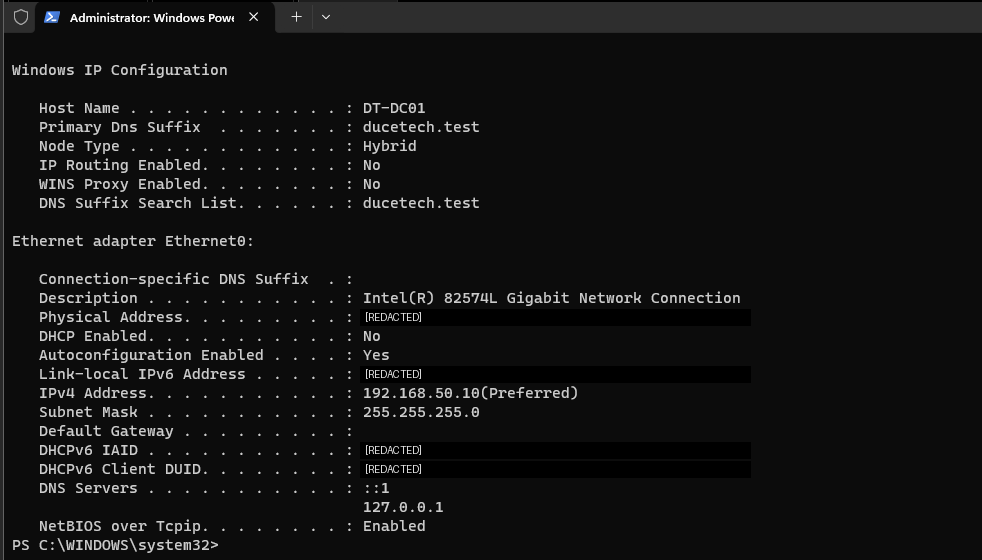 Administrator: Windows Powe
Windows IP Configuration
Host Name . . . . . . . . . . . . : DT-DC01
Primary Dns Suffix  . . . . . . . : ducetech.test
Node Type . . . . . . . . . . . . : Hybrid
IP Routing Enabled. . . . . . . . : No
WINS Proxy Enabled. . . . . . . . : No
DNS Suffix Search List. . . . . . : ducetech.test
Ethernet adapter Ethernet0:
Connection-specific DNS Suffix  . :
Description . . . . . . . . . . . : Intel(R) 82574L Gigabit Network Connection
Physical Address. . . . . . . . . : [REDACTED]
DHCP Enabled. . . . . . . . . . . : No
Autoconfiguration Enabled . . . . : Yes
Link-local IPv6 Address . . . . . : [REDACTED]
IPv4 Address. . . . . . . . . . . : 192.168.50.10(Preferred)
Subnet Mask . . . . . . . . . . . : 255.255.255.0
Default Gateway . . . . . . . . . :
DHCPv6 IAID . . . . . . . . . . . : [REDACTED]
DHCPv6 Client DUID. . . . . . . . : [REDACTED]
DNS Servers . . . . . . . . . . . : ::1
127.0.0.1
NetBIOS over Tcpip. . . . . . . . : Enabled
PS C:\WINDOWS\system32>